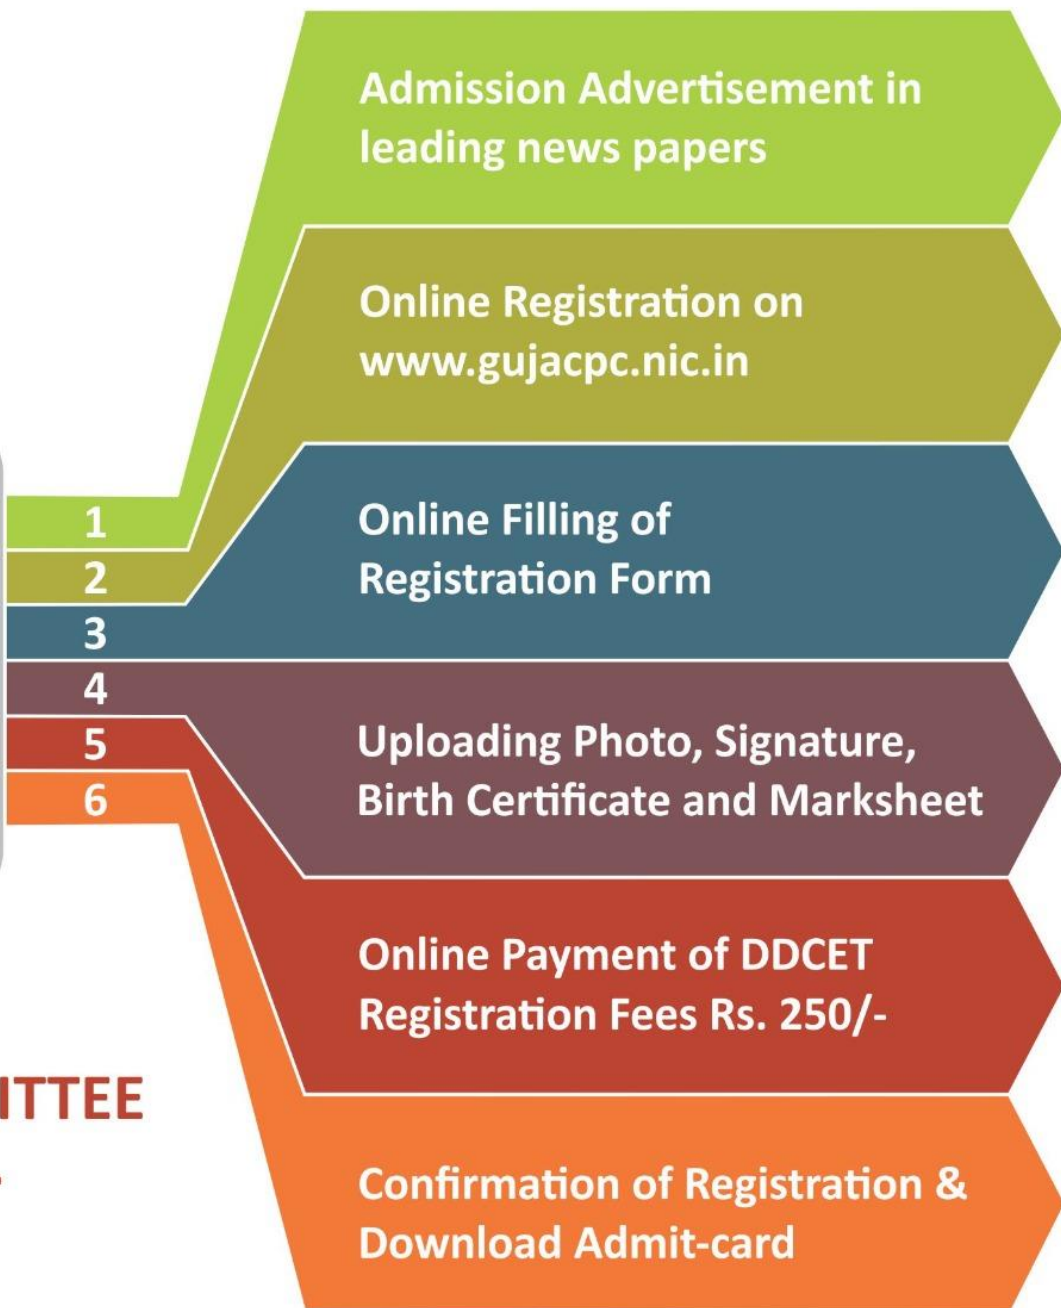 Admission Advertisement in
leading news papers
Online Registration on
www.gujacpc.nic.in
1
Online Filling of
2
Registration Form
3
4
Uploading Photo, Signature,
5
Birth Certificate and Marksheet
6
Online Payment of DDCET
Registration Fees Rs. 250/-
ITTEE
Confirmation of Registration &
Download Admit-card